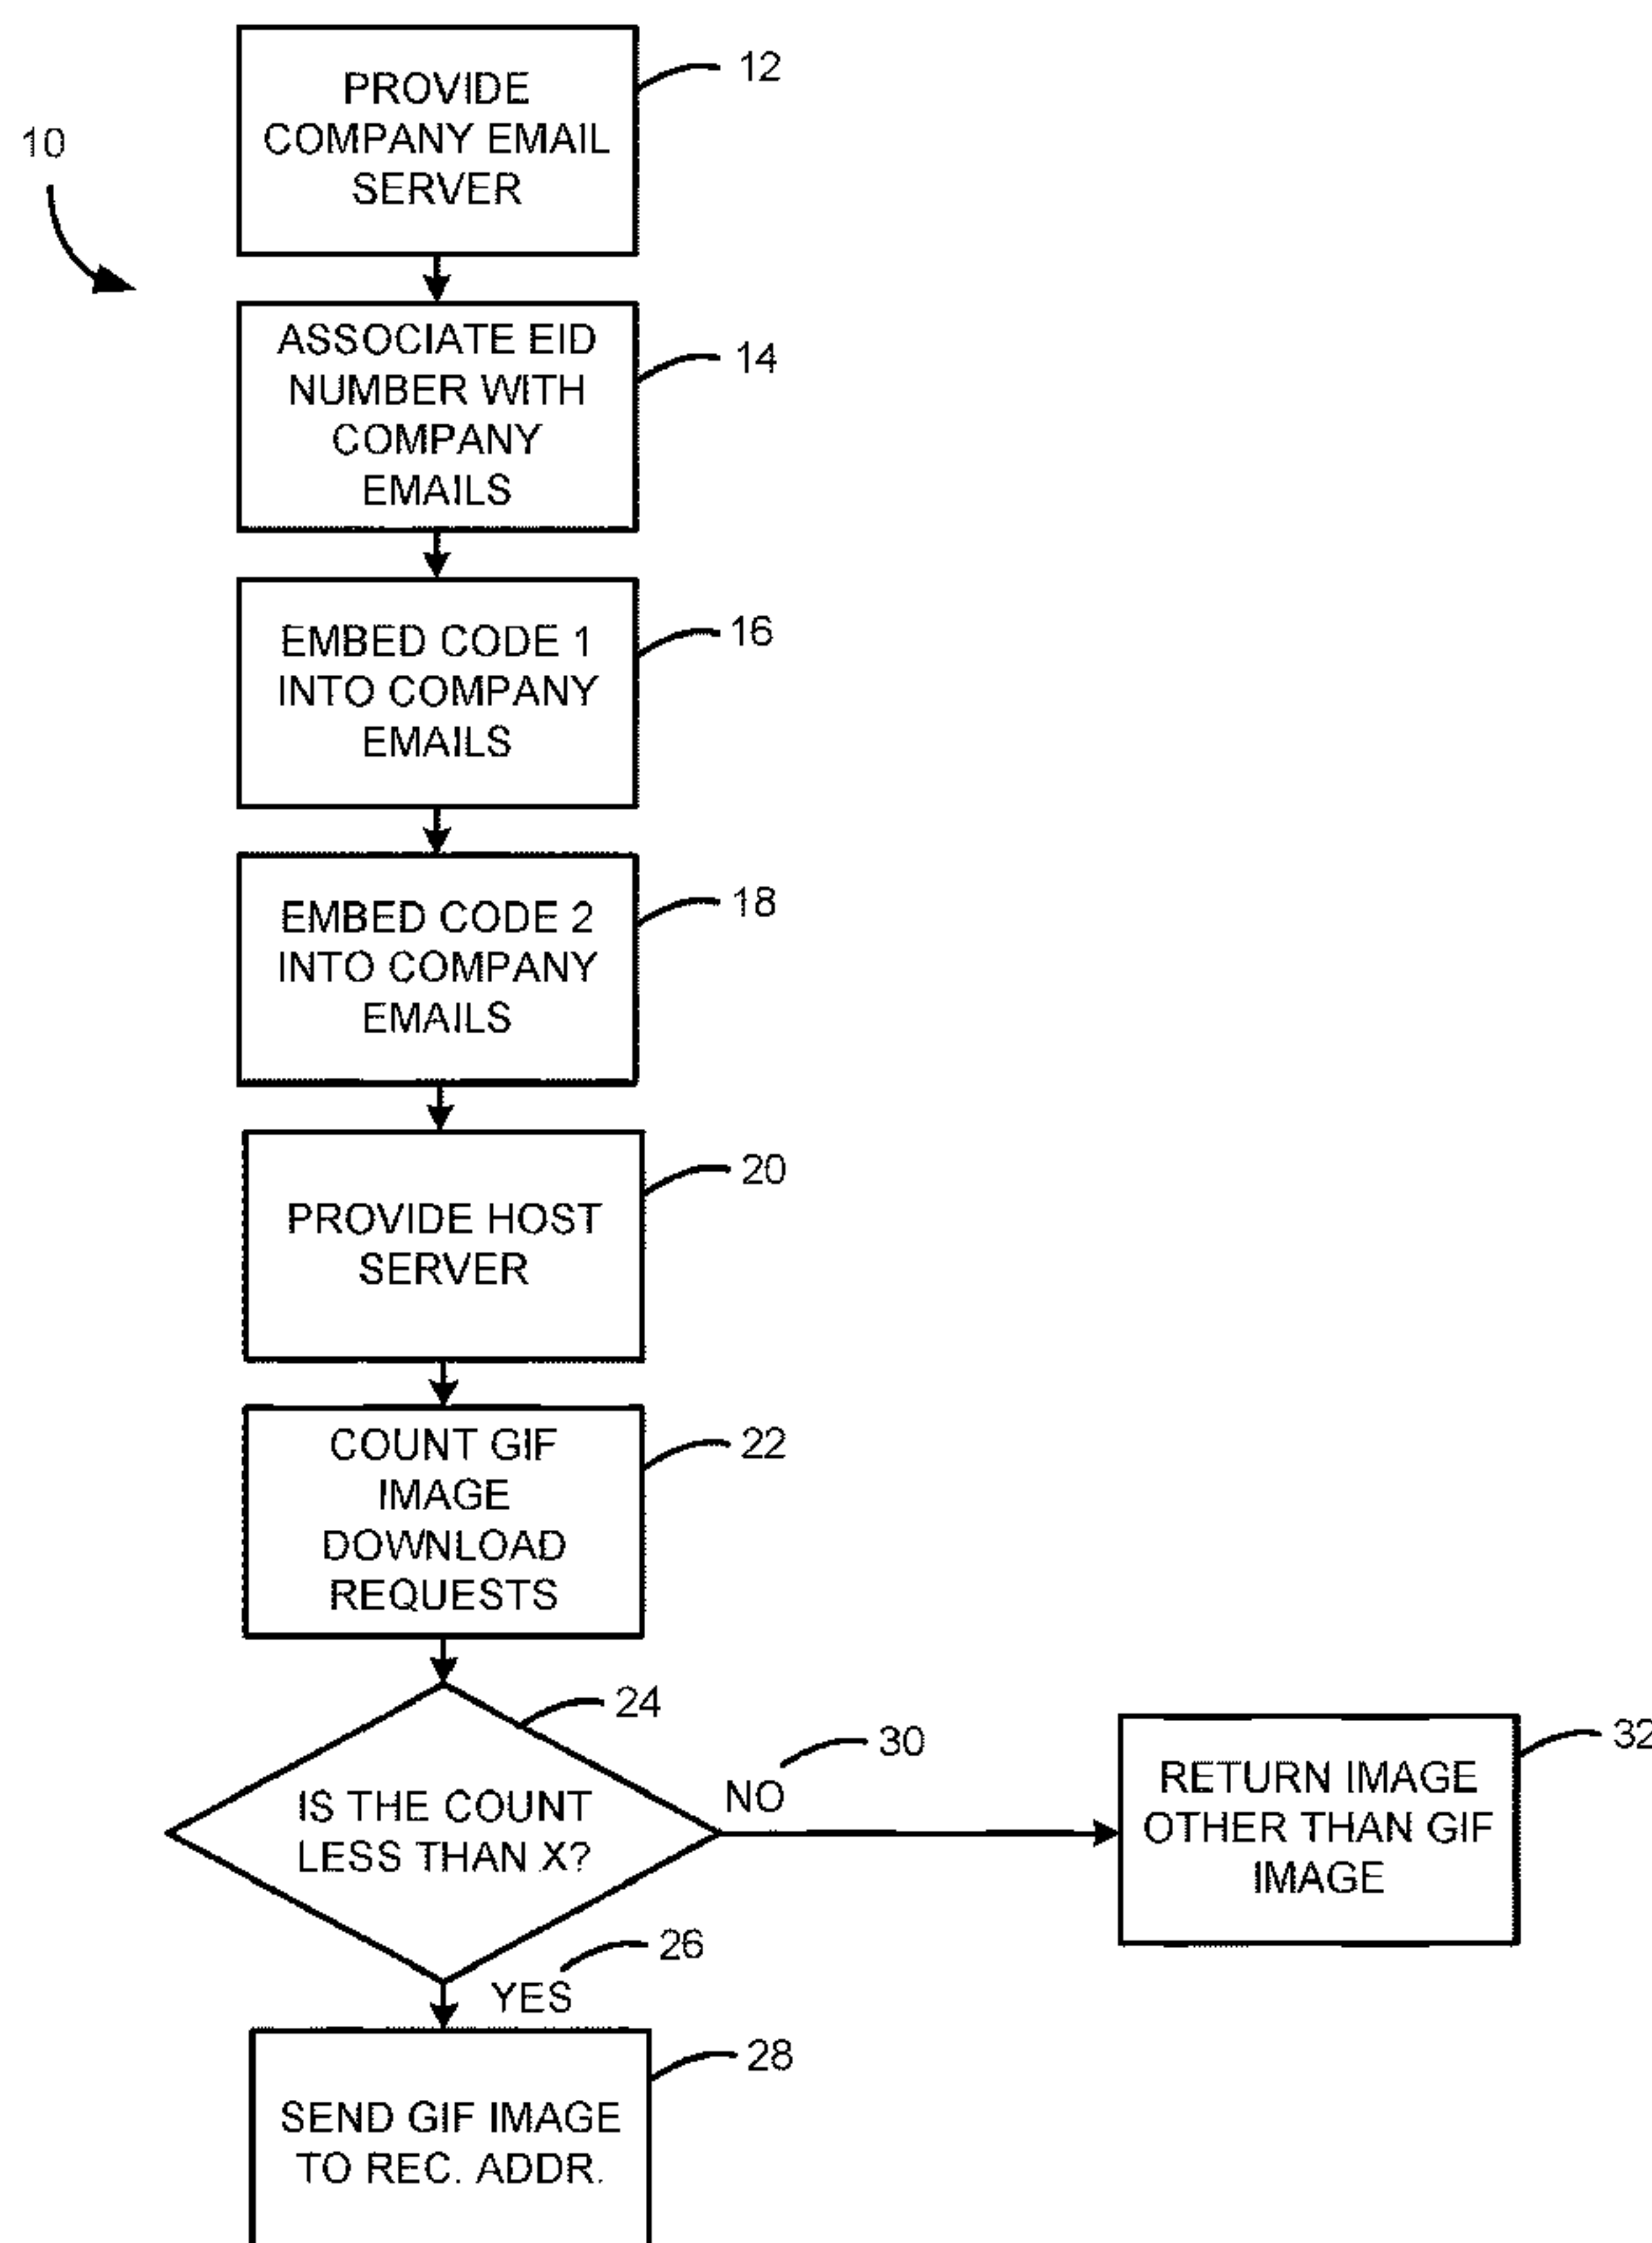 PROVIDE
COMPANY EMAIL
SERVER
12
10
ASSOCIATE EID
NUMBER WITH
COMPANY
EMAILS
14
EMBED CODE 1
INTO COMPANY
EMAILS
16
EMBED CODE 2
INTO COMPANY
EMAILS
18
PROVIDE HOST
SERVER
20
COUNT GIF
IMAGE
DOWNLOAD
REQUESTS
22
IS THE COUNT
LESS THAN X?
24
NO
30
RETURN IMAGE
OTHER THAN GIF
IMAGE
32
YES
26
SEND GIF IMAGE
TO REC. ADDR.
28